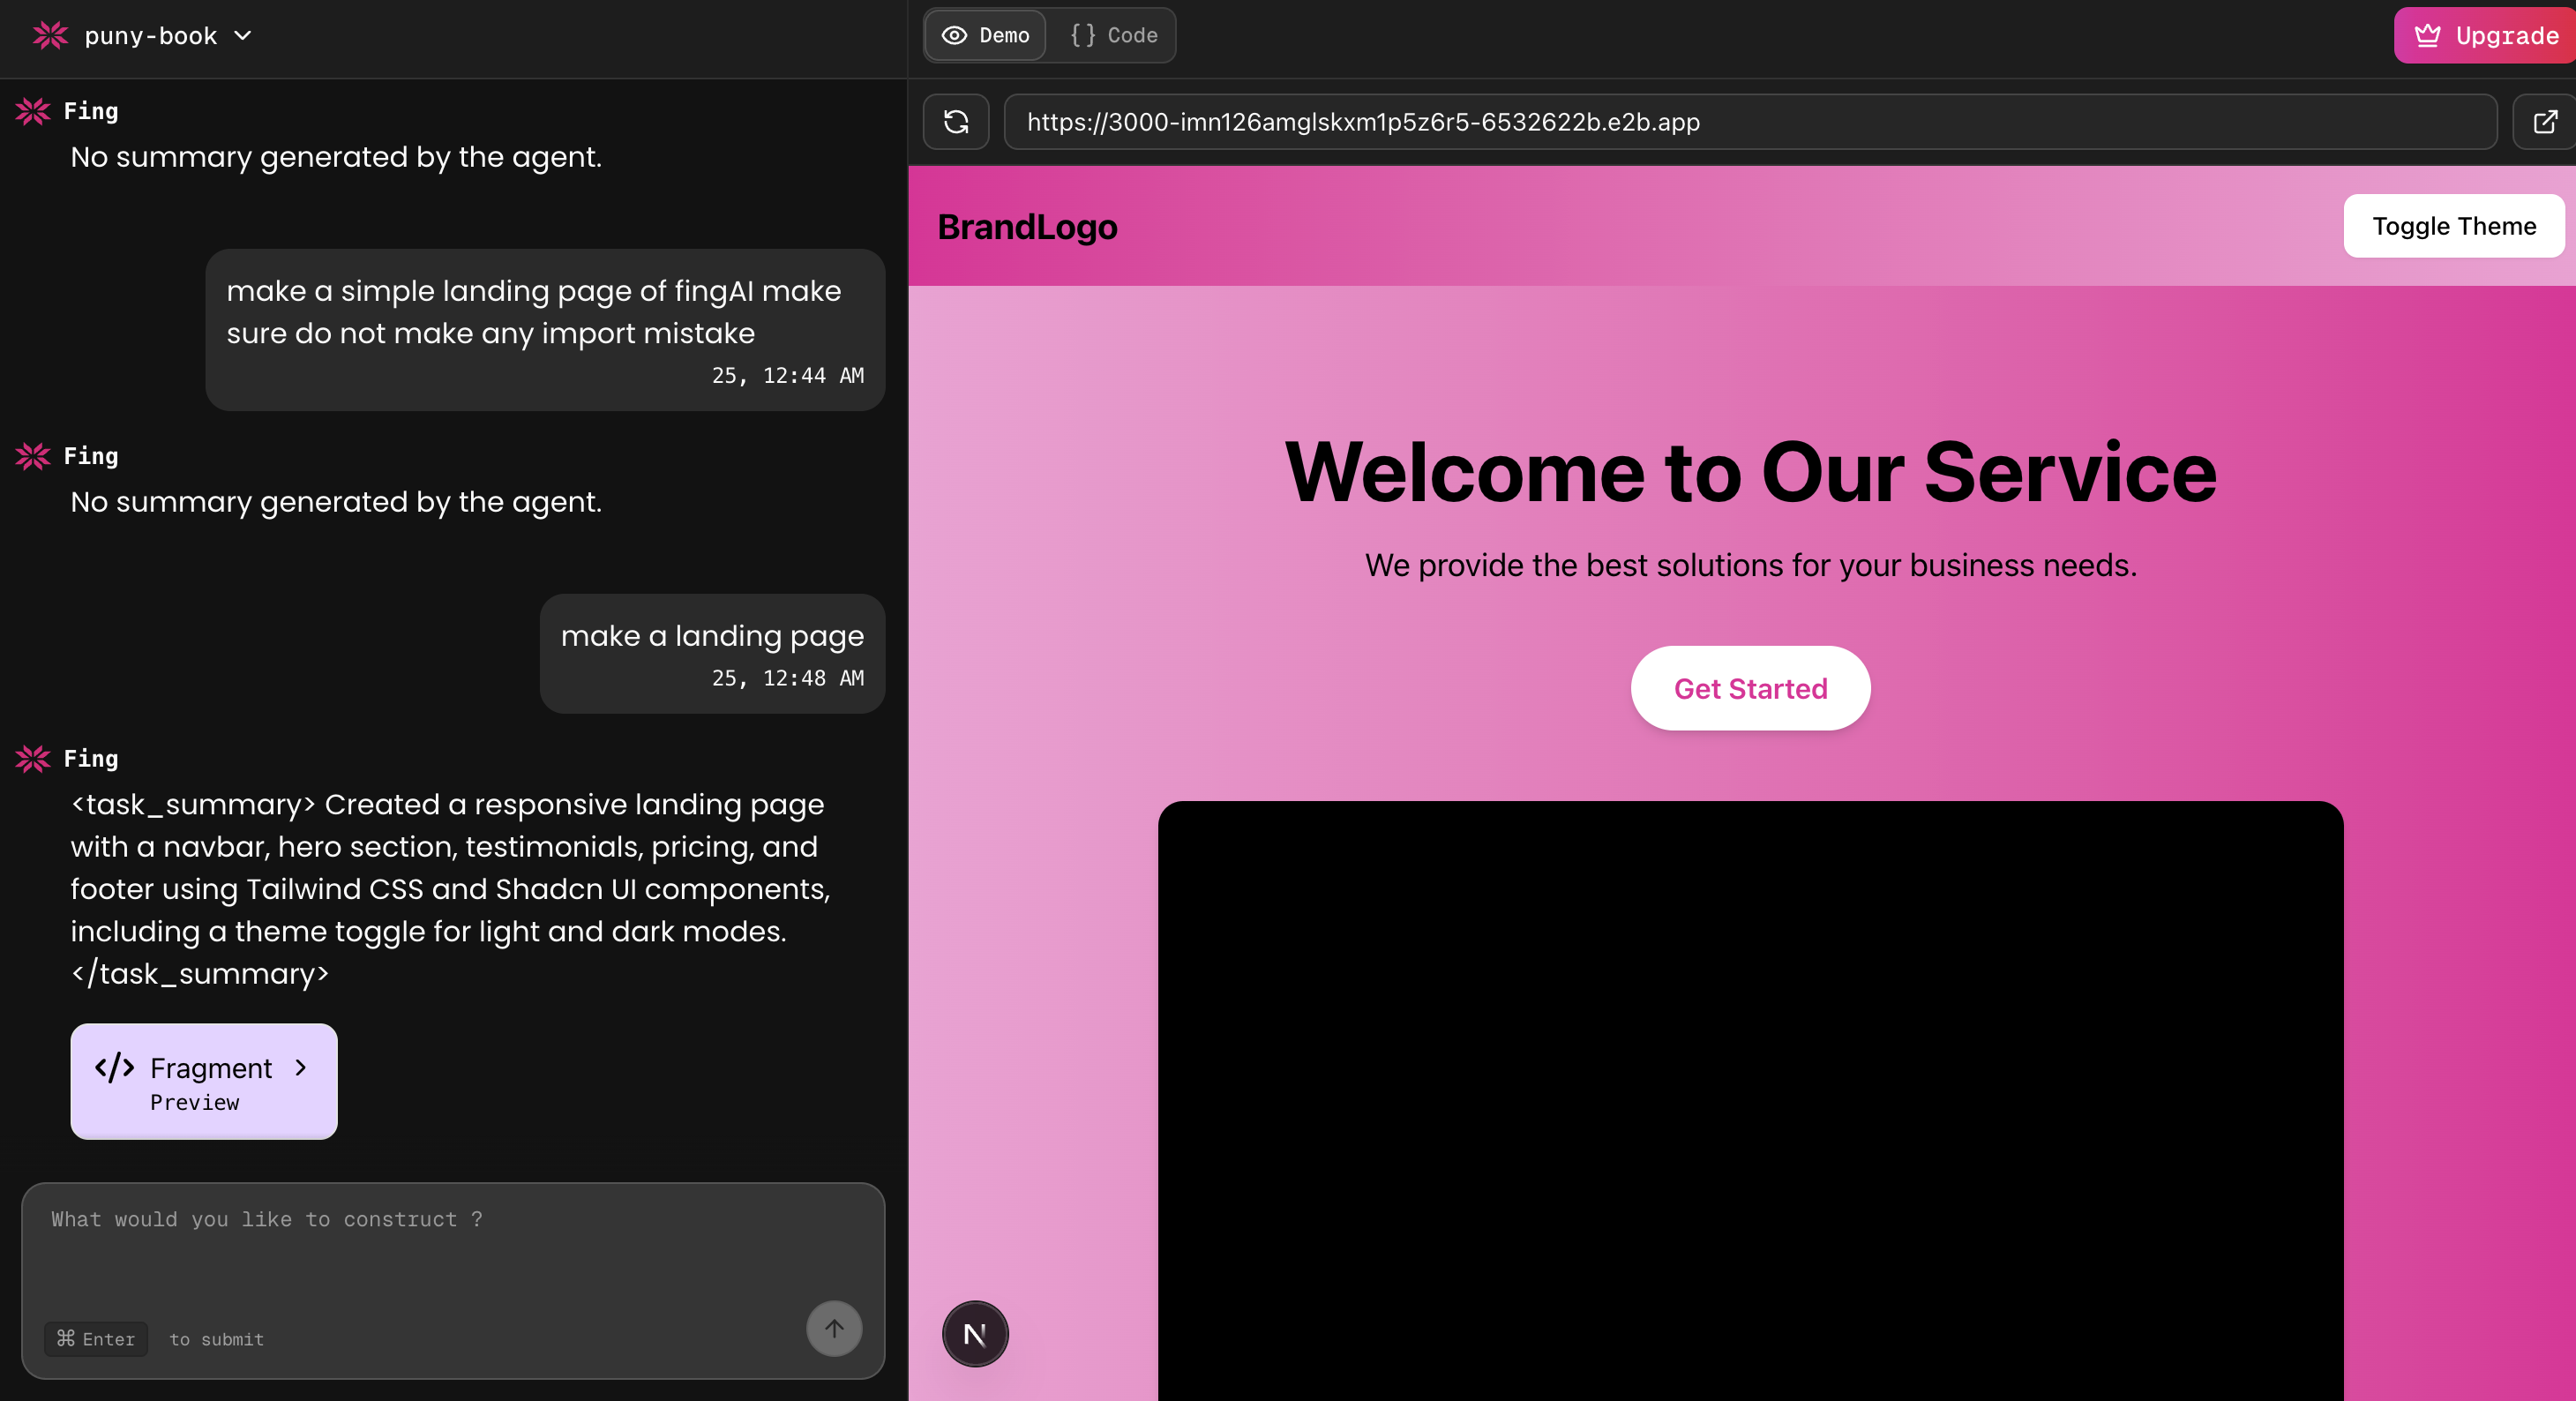 puny-book
Fing
No summary generated by the agent.
make a simple landing page of fingAI make
sure do not make any import mistake
25, 12:44 AM
Fing
No summary generated by the agent.
make a landing page
25, 12:48 AM
Fing
<task_summary> Created a responsive landing page
with a navbar, hero section, testimonials, pricing, and
footer using Tailwind CSS and Shadcn UI components,
including a theme toggle for light and dark modes.
</task_summary>
</> Fragment >
Preview
What would you like to construct ?
⌘ Enter to submit
Demo
{} Code
Upgrade
https://3000-imn126amglskxm1p5z6r5-6532622b.e2b.app
BrandLogo
Toggle Theme
Welcome to Our Service
We provide the best solutions for your business needs.
Get Started
N